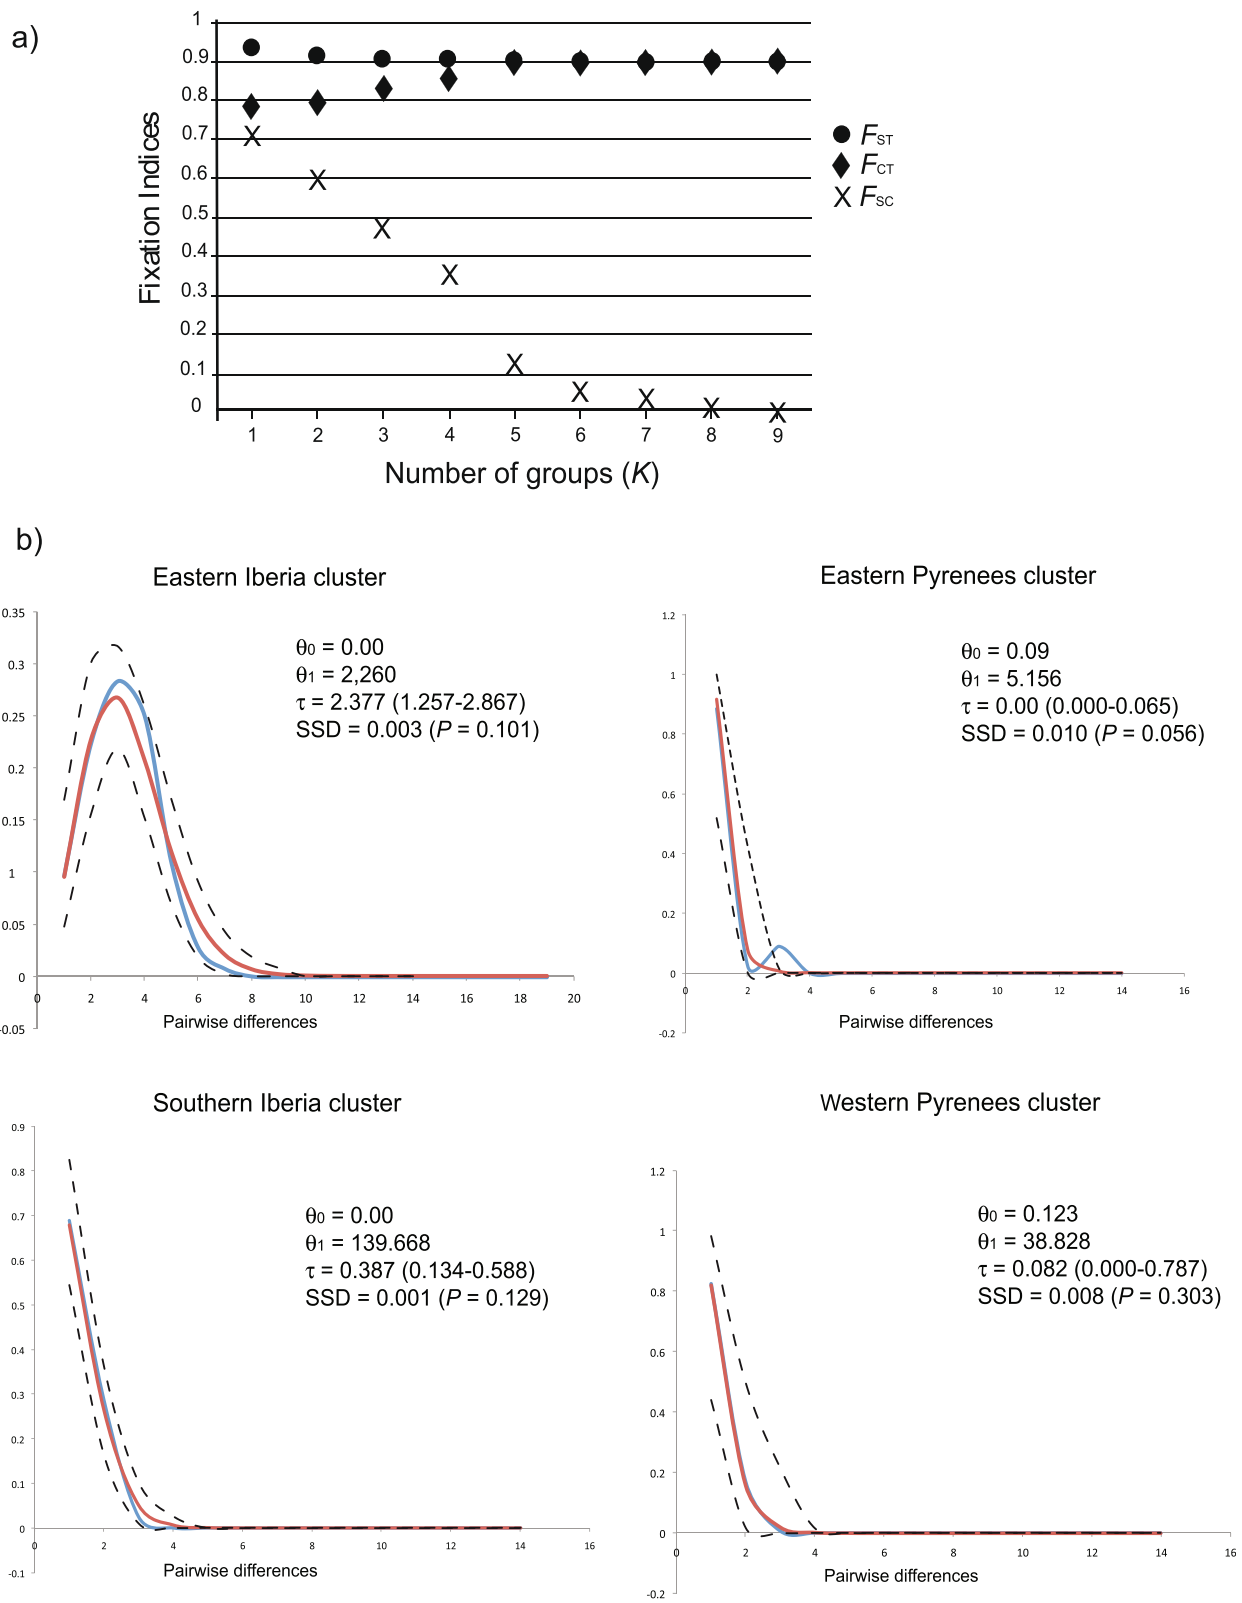 a)
1
0.9
0.8
0.7
0.6
0.5
0.4
0.3
0.2
0.1
0
Fixation Indices
1 2 3 4 5 6 7 8 9
Number of groups (K)
FST
FCT
FSC
b)
Eastern Iberia cluster
0.35
0.3
0.25
0.2
0.15
1
0.05
0
-0.05
0 2 4 6 8 10 12 14 16 18 20
Pairwise differences
θ0 = 0.00
θ1 = 2,260
τ = 2.377 (1.257-2.867)
SSD = 0.003 (P = 0.101)
Eastern Pyrenees cluster
1.2
1
0.8
0.6
0.4
0.2
0
-0.2
0 2 4 6 8 10 12 14 16
Pairwise differences
θ0 = 0.09
θ1 = 5.156
τ = 0.00 (0.000-0.065)
SSD = 0.010 (P = 0.056)
Southern Iberia cluster
0.9
0.8
0.7
0.6
0.5
0.4
0.3
0.2
0.1
0
-0.1
0 2 4 6 8 10 12 14 16
Pairwise differences
θ0 = 0.00
θ1 = 139.668
τ = 0.387 (0.134-0.588)
SSD = 0.001 (P = 0.129)
Western Pyrenees cluster
1.2
1
0.8
0.6
0.4
0.2
0
-0.2
0 2 4 6 8 10 12 14 16
Pairwise differences
θ0 = 0.123
θ1 = 38.828
τ = 0.082 (0.000-0.787)
SSD = 0.008 (P = 0.303)